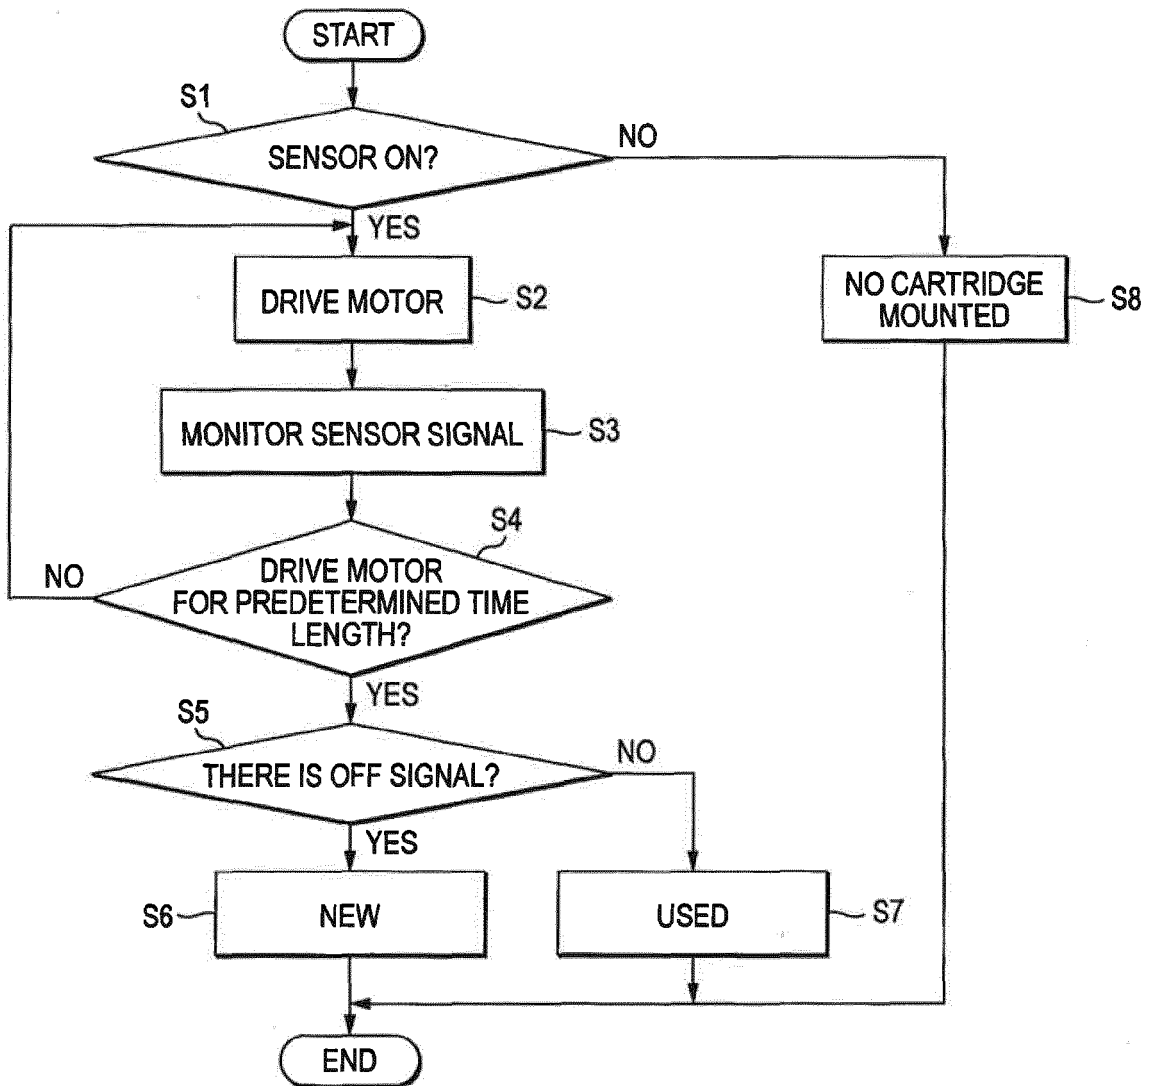 START
S1
SENSOR ON?
NO
YES
DRIVE MOTOR
S2
NO CARTRIDGE
MOUNTED
S8
MONITOR SENSOR SIGNAL
S3
S4
DRIVE MOTOR
FOR PREDETERMINED TIME
LENGTH?
NO
YES
S5
THERE IS OFF SIGNAL?
NO
YES
S6
NEW
USED
S7
END